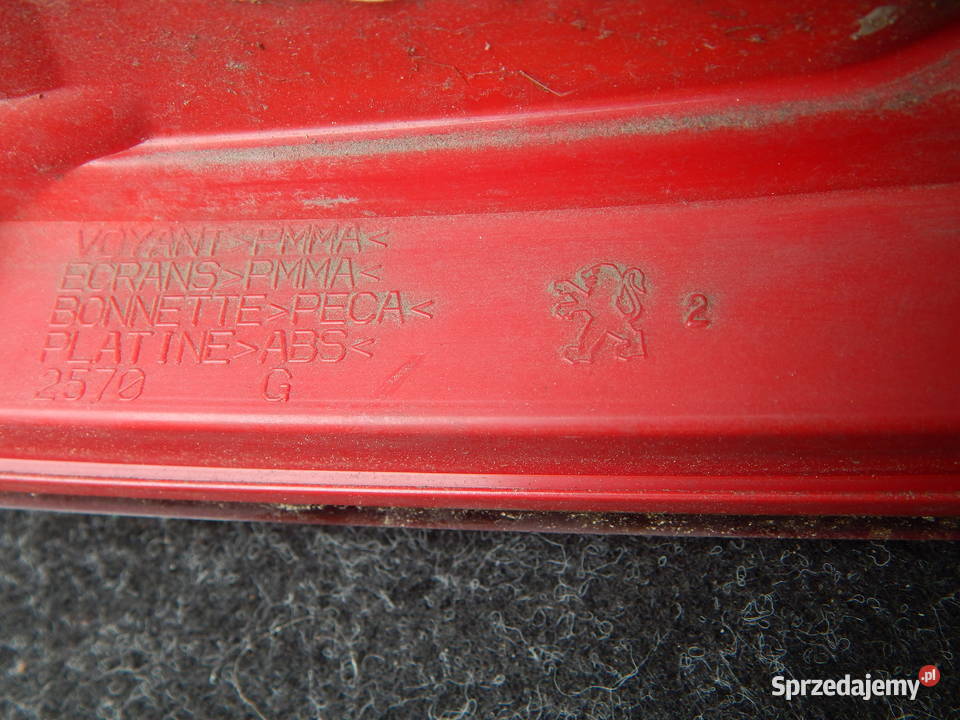 VOYANT>PMMA<
ECRANS>PMMA<
BONNETTE>PECA<
PLATINE>ABS<
2570 G
2
Sprzedajemy.pl